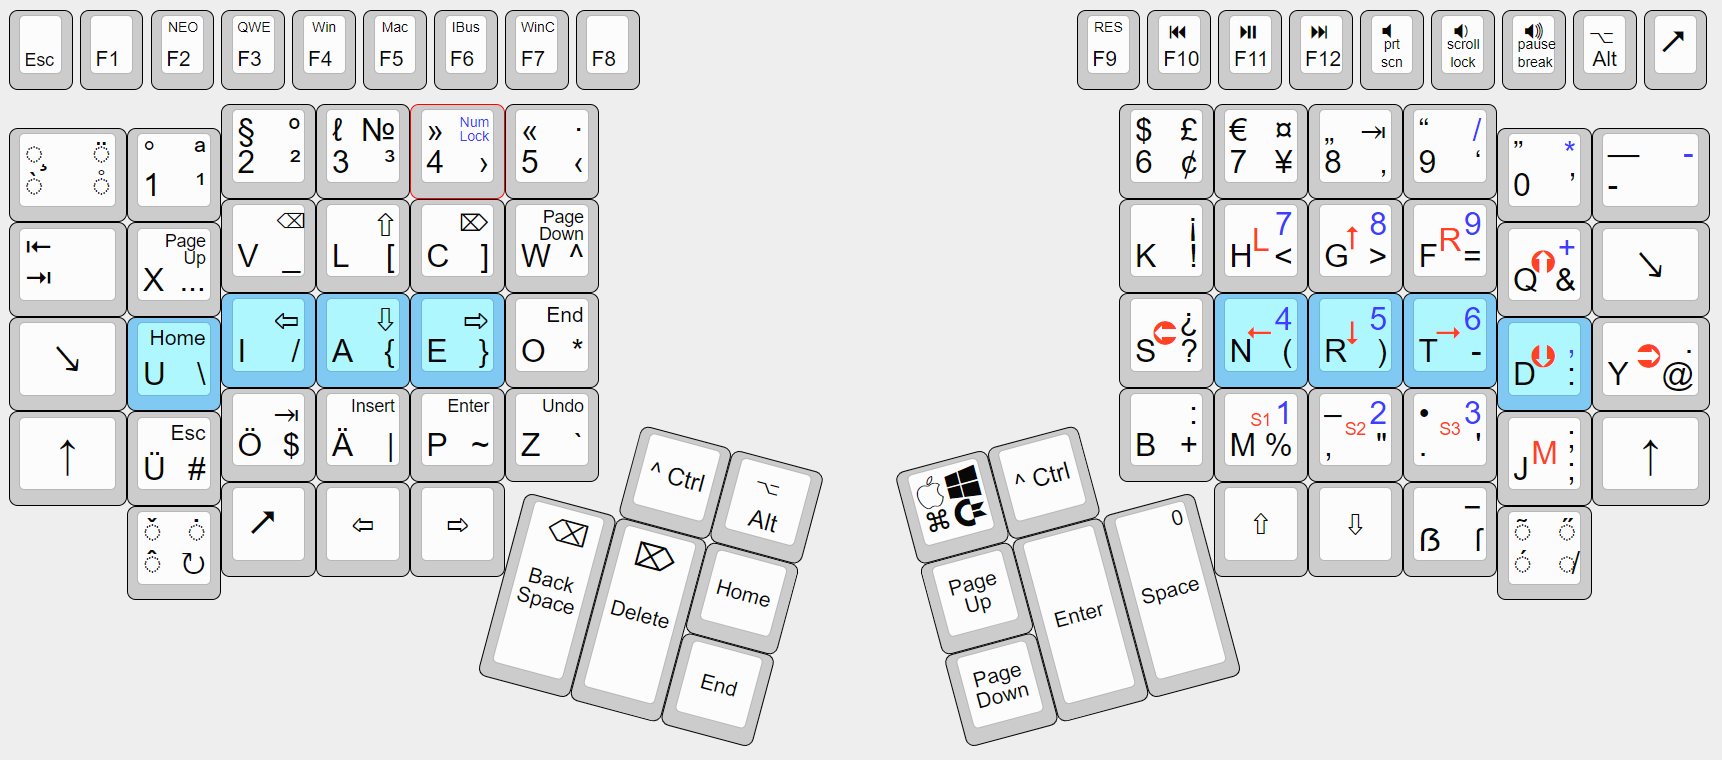 Esc F1 NEO F2 QWE F3 Win F4 Mac F5 IBus F6 WinC F7 F8
RES F9 ⏮ F10 ⏯ F11 ⏭ F12 prt scn scroll lock pause break ⌥ Alt ↗
◌̧ ◌̈ ◌̀ ◌̊
° ª 1 ¹
§ º 2 ²
ℓ № 3 ³
» Num Lock 4 ›
« · 5 ‹
$ £ 6 ¢
€ ¤ 7 ¥
„ ⇥ 8 ‚
“ / 9 ‘
” * 0 ’
— - -
⇤ ⇥
Page Up X ...
⌫ V _
⇧ L [
⌦ C ]
Page Down W ^
¡ K !
L 7 H <
↑ 8 G >
R 9 F =
+ Q &
↘
↘
Home U \
⇦ I /
⇩ A {
⇨ E }
End O *
¿ S ?
← 4 N (
↓ 5 R )
→ 6 T -
, D :
. Y @
↑
Esc Ü #
⇥ Ö $
Insert Ä |
Enter P ~
Undo Z `
: B +
S1 1 M %
– S2 2 , "
• S3 3 . '
M ; J ;
↑
◌̌ ◌̇ ◌̂ ↻
↗
⇦
⇨
⇧
⇩
– ẞ ſ
◌̃ ◌̋ ◌́ ◌̸
^ Ctrl
⌥ Alt
⌫ Back Space
⌦ Delete
Home
End
⌘
^ Ctrl
Page Up
Enter
0 Space
Page Down